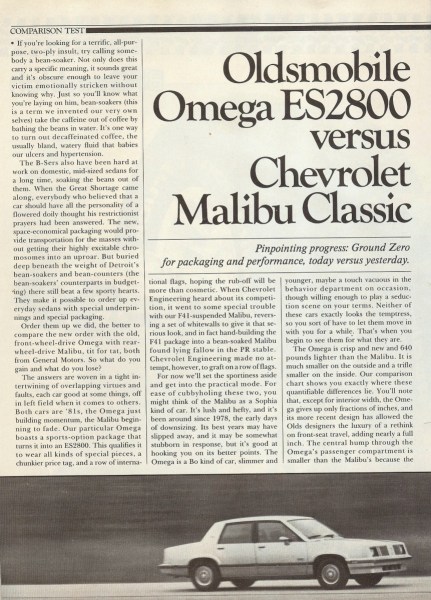 COMPARISON TEST
• If you're looking for a terrific, all-pur-
pose, two-ply insult, try calling some-
body a bean-soaker. Not only does this
carry a specific meaning, it sounds great
and it's obscure enough to leave your
victim emotionally stricken without
knowing why. Just so you'll know what
you're laying on him, bean-soakers (this
is a term we invented our very own
selves) take the caffeine out of coffee by
bathing the beans in water. It's one way
to turn out decaffeinated coffee, the
usually bland, watery fluid that babies
our ulcers and hypertension.
The B-Sers also have been hard at
work on domestic, mid-sized sedans for
a long time, soaking the beans out of
them. When the Great Shortage came
along, everybody who believed that a
car should have all the personality of a
flowered doily thought his restrictionist
prayers had been answered. The new,
space-economical packaging would pro-
vide transportation for the masses with-
out getting their highly excitable chro-
mosomes into an uproar. But buried
deep beneath the weight of Detroit's
bean-soakers and bean-counters (the
bean-soakers' counterparts in budget-
ing) there still beat a few sporty hearts.
They make it possible to order up ev-
eryday sedans with special underpin-
nings and special packaging.
Order them up we did, the better to
compare the new order with the old,
front-wheel-drive Omega with rear-
wheel-drive Malibu, tit for tat, both
from General Motors. So what do you
gain and what do you lose?
The answers are woven in a tight in-
tertwining of overlapping virtues and
faults, each car good at some things, off
in left field when it comes to others.
Both cars are '81s, the Omega just
building momentum, the Malibu begin-
ning to fade. Our particular Omega
boasts a sports-option package that
turns it into an ES2800. This qualifies it
to wear all kinds of special pieces, a
chunkier price tag, and a row of interna-
Oldsmobile
Omega ES2800
versus
Chevrolet
Malibu Classic
Pinpointing progress: Ground Zero
for packaging and performance, today versus yesterday.
tional flags, hoping the rub-off will be
more than cosmetic. When Chevrolet
Engineering heard about its competi-
tion, it went to some special trouble
with our F41-suspended Malibu, revers-
ing a set of whitewalls to give it that se-
rious look, and in fact hand-building the
F41 package into a bean-soaked Malibu
found lying fallow in the PR stable.
Chevrolet Engineering made no at-
tempt, however, to graft on a row of flags.
For now we'll set the sportiness aside
and get into the practical mood. For
ease of cubbyholing these two, you
might think of the Malibu as a Sophia
kind of car. It's lush and hefty, and it's
been around since 1978, the early days
of downsizing. Its best years may have
slipped away, and it may be somewhat
stubborn in response, but it's good at
hooking you on its better points. The
Omega is a Bo kind of car, slimmer and
younger, maybe a touch vacuous in the
behavior department on occasion,
though willing enough to play a seduc-
tion scene on your terms. Neither of
these cars exactly looks the temptress,
so you sort of have to let them move in
with you for a while. That's when you
begin to see them for what they are.
The Omega is crisp and new and 640
pounds lighter than the Malibu. It is
much smaller on the outside and a trifle
smaller on the inside. Our comparison
chart shows you exactly where these
quantifiable differences lie. You'll note
that, except for interior width, the Ome-
ga gives up only fractions of inches, and
its more recent design has allowed the
Olds designers the luxury of a rethink
on front-seat travel, adding nearly a full
inch. The central hump through the
Omega's passenger compartment is
smaller than the Malibu's because the